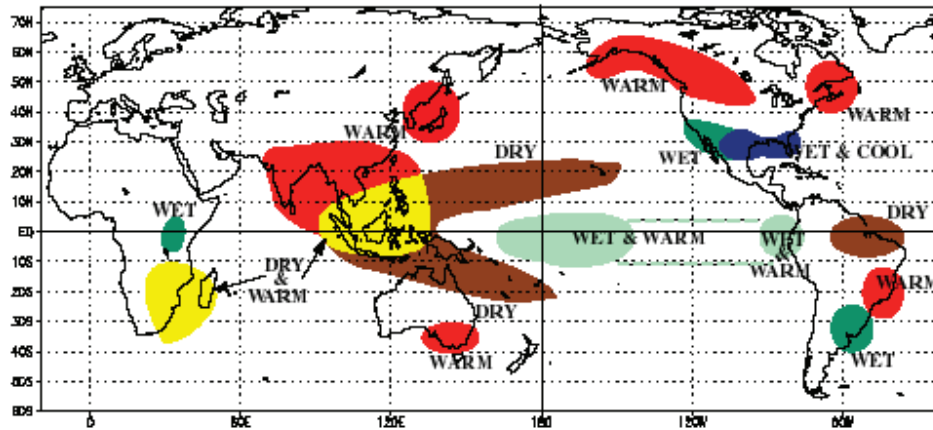 70N
60N
50N
40N
30N
20N
10N
EQ
10S
20S
30S
40S
50S
60S
0
60E
120E
180
120W
60W
WARM
WARM
WARM
DRY
WET
WET & COOL
WET
WET & WARM
WET
&
WARM
DRY
DRY
&
WARM
WARM
DRY
WARM
WET